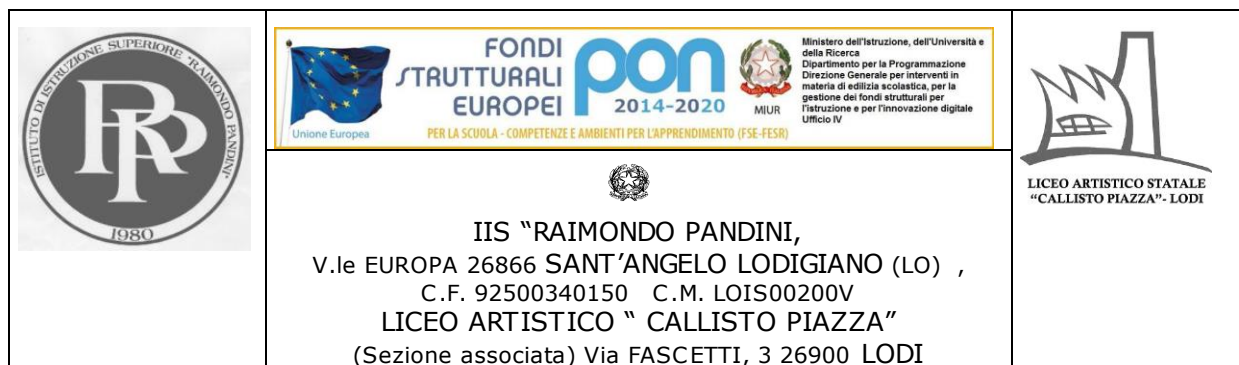 ISTITUTO DI ISTRUZIONE SUPERIORE "RAIMONDO PANDINI"
RP
1980
Unione Europea
FONDI
STRUTTURALI
EUROPEI
pon
2014-2020
MIUR
Ministero dell'Istruzione, dell'Università e
della Ricerca
Dipartimento per la Programmazione
Direzione Generale per interventi in
materia di edilizia scolastica, per la
gestione dei fondi strutturali per
l'istruzione e per l'innovazione digitale
Ufficio IV
PER LA SCUOLA - COMPETENZE E AMBIENTI PER L'APPRENDIMENTO (FSE-FESR)
IIS “RAIMONDO PANDINI,
V.le EUROPA 26866 SANT’ANGELO LODIGIANO (LO) ,
C.F. 92500340150 C.M. LOIS00200V
LICEO ARTISTICO “ CALLISTO PIAZZA”
(Sezione associata) Via FASCETTI, 3 26900 LODI
LICEO ARTISTICO STATALE
“CALLISTO PIAZZA”- LODI